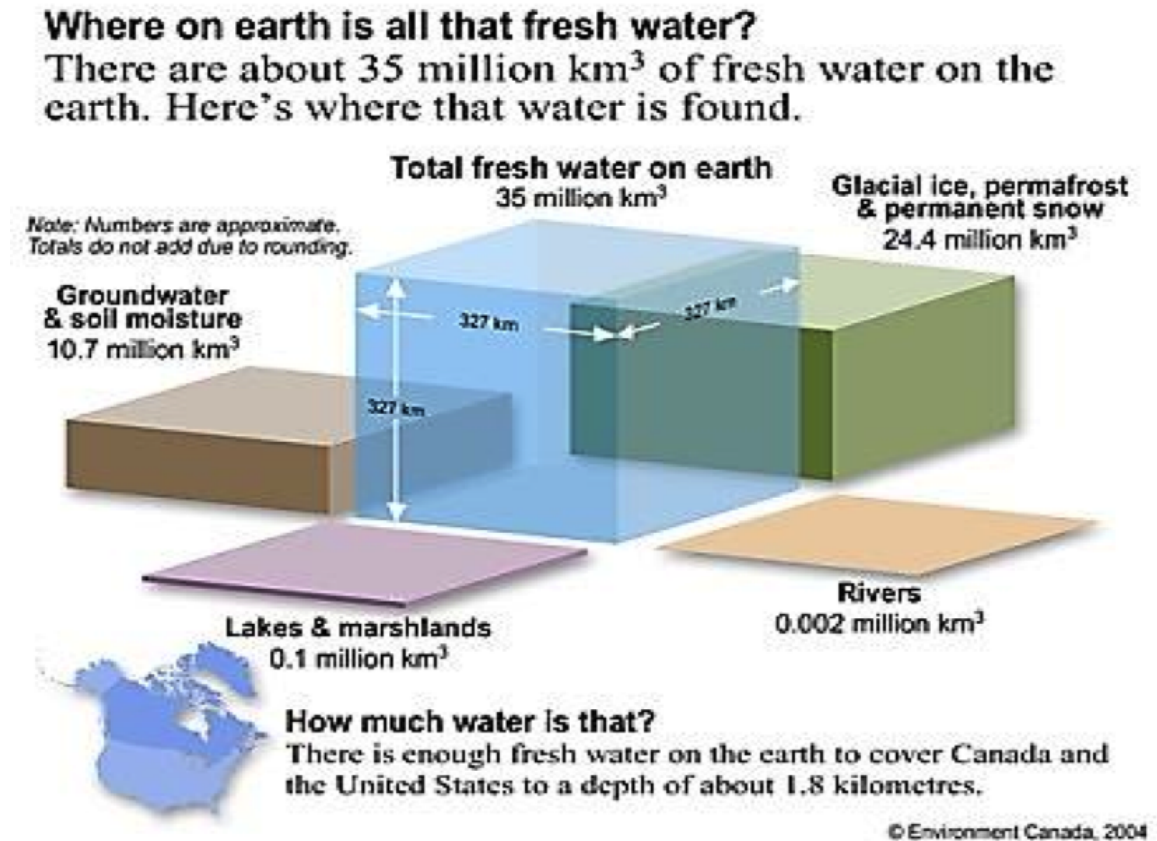 Where on earth is all that fresh water?
There are about 35 million km³ of fresh water on the
earth. Here's where that water is found.
Total fresh water on earth
35 million km³
Glacial ice, permafrost
& permanent snow
24.4 million km³
Note: Numbers are approximate.
Totals do not add due to rounding.
Groundwater
& soil moisture
10.7 million km³
327 km
327 km
327 km
Rivers
0.002 million km³
Lakes & marshlands
0.1 million km³
How much water is that?
There is enough fresh water on the earth to cover Canada and
the United States to a depth of about 1.8 kilometres.
© Environment Canada, 2004